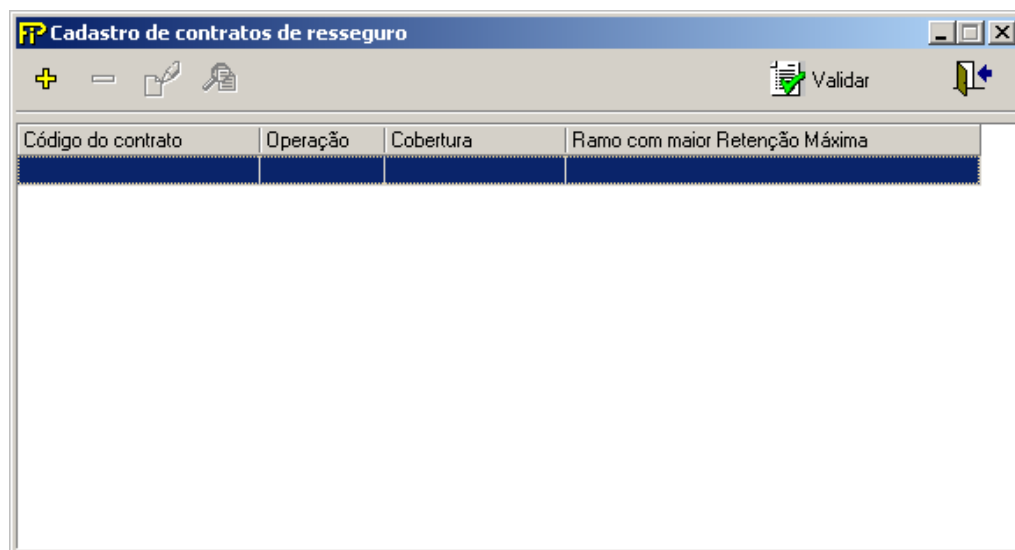 FIP Cadastro de contratos de resseguro
Validar
Código do contrato Operação Cobertura Ramo com maior Retenção Máxima